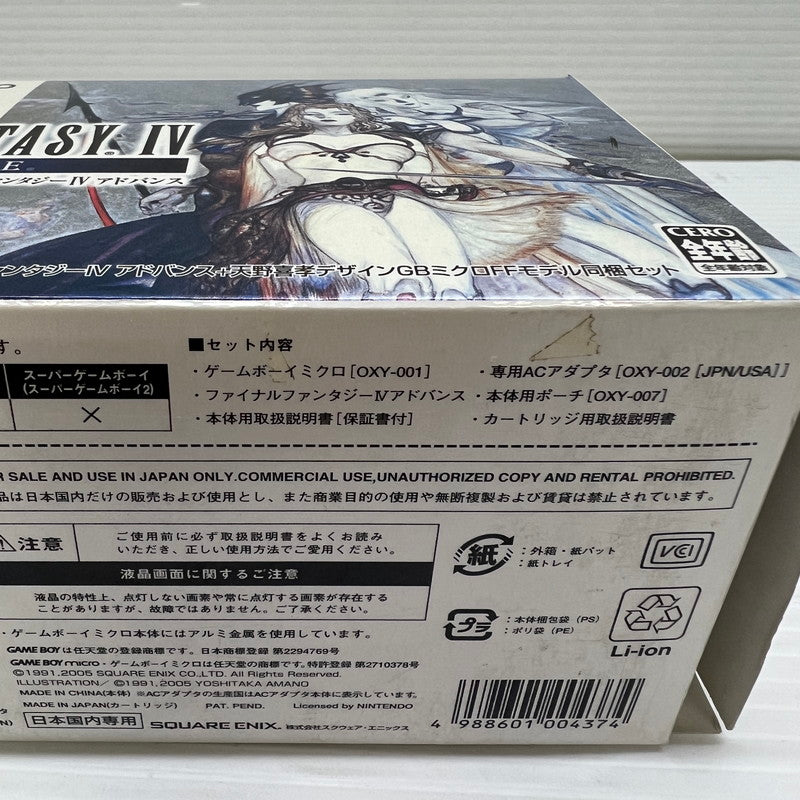 TASY IV
E
ァンタジーIV アドバンス
ンタジーIV アドバンス+天野喜孝デザインGBミクロFFモデル同梱セット
CERO
全年齢
全年齢対象
す。
スーパーゲームボーイ
(スーパーゲームボーイ2)
×
■セット内容
・ゲームボーイミクロ[OXY-001]
・専用ACアダプタ[OXY-002 [JPN/USA]]
・ファイナルファンタジーIVアドバンス
・本体用ポーチ[OXY-007]
・本体用取扱説明書[保証書付]
・カートリッジ用取扱説明書
R SALE AND USE IN JAPAN ONLY.COMMERCIAL USE,UNAUTHORIZED COPY AND RENTAL PROHIBITED.
品は日本国内だけの販売および使用とし、また商業目的の使用や無断複製および賃貸は禁止されています。
⚠注意
ご使用前に必ず取扱説明書をよくお読み
いただき、正しい使用方法でご愛用ください。
液晶画面に関するご注意
液晶の特性上、点灯しない画素や常に点灯する画素が存在する
ことがありますが、故障ではありません。ご了承ください。
紙
:外箱・紙パット
:紙トレイ
VCI
プラ
:本体梱包袋 (PS)
:ポリ袋 (PE)
Li-ion
・ゲームボーイミクロ本体にはアルミ金属を使用しています。
GAME BOYは任天堂の登録商標です。日本商標登録 第2294769号
GAME BOY micro・ゲームボーイミクロは任天堂の商標です。特許登録 第2710378号
©1991,2005 SQUARE ENIX CO.,LTD. All Rights Reserved.
ILLUSTRATION/ ©1991,2005 YOSHITAKA AMANO
MADE IN CHINA(本体) ※ACアダプタの生産国はACアダプタ本体に表示しています。
MADE IN JAPAN(カートリッジ) PAT. PEND. Licensed by NINTENDO
タ
N)
日本国内専用
SQUARE ENIX
株式会社スクウェア・エニックス
4 988601 004374